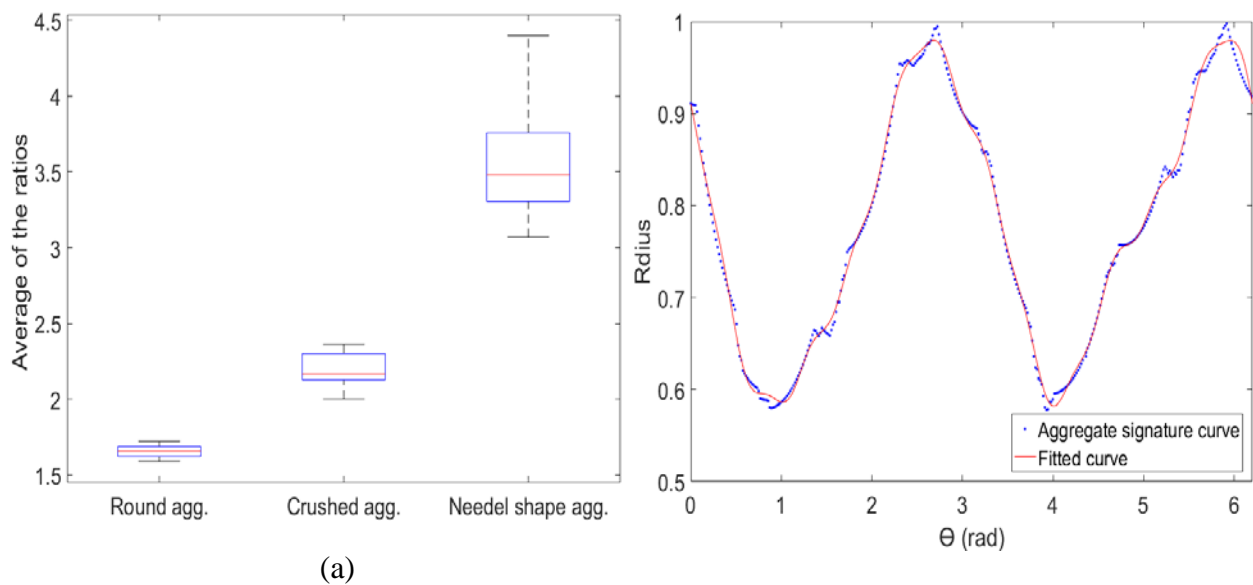 Average of the ratios
4.5
4
3.5
3
2.5
2
1.5
Round agg.
Crushed agg.
Needel shape agg.
(a)
Rdius
1
0.9
0.8
0.7
0.6
0.5
0
1
2
3
4
5
6
Aggregate signature curve
Fitted curve
Θ (rad)